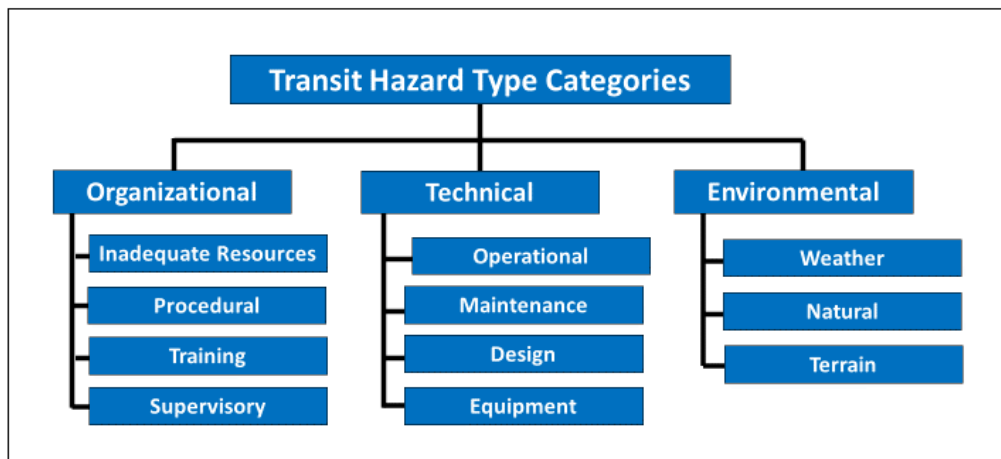 Transit Hazard Type Categories
Organizational
Inadequate Resources
Procedural
Training
Supervisory
Technical
Operational
Maintenance
Design
Equipment
Environmental
Weather
Natural
Terrain